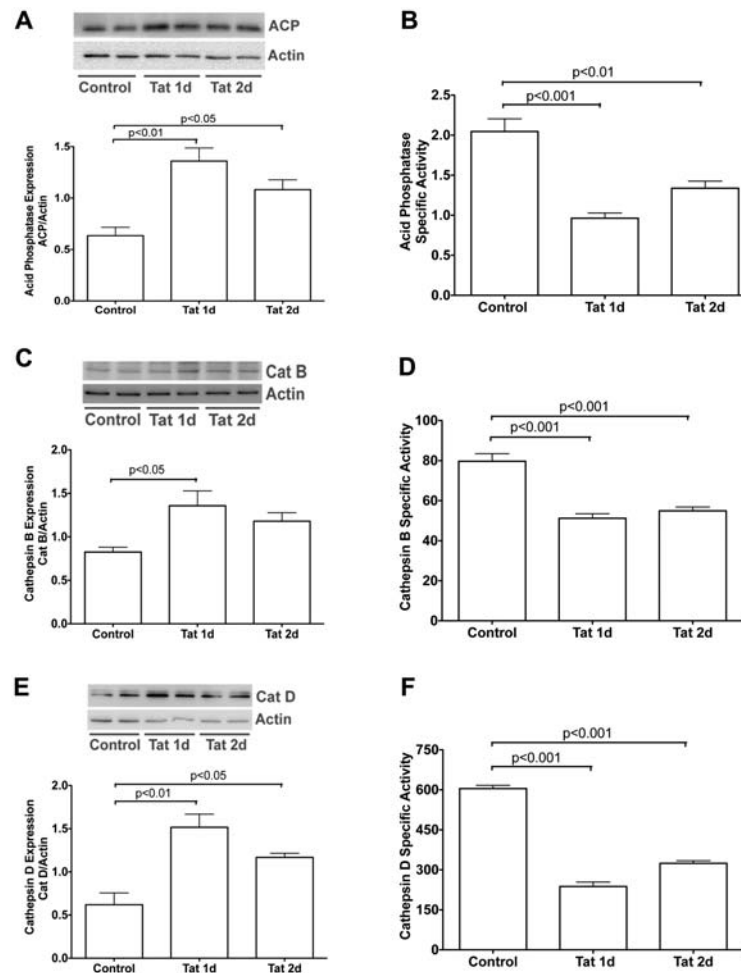 A
ACP
Actin
Control Tat 1d Tat 2d
p<0.05
p<0.01
1.5
1.0
0.5
0.0
Acid Phosphatase Expression
ACP/Actin
Control Tat 1d Tat 2d
B
p<0.01
p<0.001
2.5
2.0
1.5
1.0
0.5
0.0
Acid Phosphatase
Specific Activity
Control Tat 1d Tat 2d
C
Cat B
Actin
Control Tat 1d Tat 2d
p<0.05
2.0
1.5
1.0
0.5
0.0
Cathepsin B Expression
Cat B/Actin
Control Tat 1d Tat 2d
D
p<0.001
p<0.001
100
80
60
40
20
0
Cathepsin B Specific Activity
Control Tat 1d Tat 2d
E
Cat D
Actin
Control Tat 1d Tat 2d
p<0.05
p<0.01
2.0
1.5
1.0
0.5
0.0
Cathepsin D Expression
Cat D/Actin
Control Tat 1d Tat 2d
F
p<0.001
p<0.001
750
600
450
300
150
0
Cathepsin D Specific Activity
Control Tat 1d Tat 2d